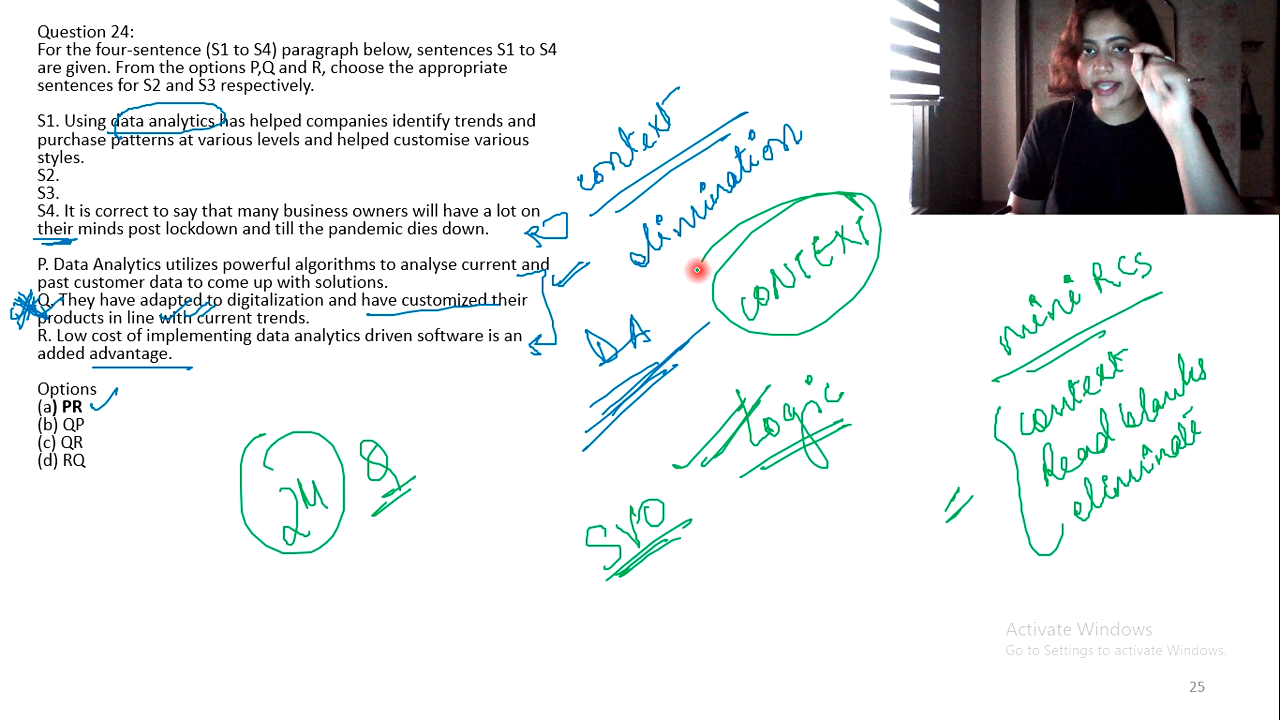 Question 24:
For the four-sentence (S1 to S4) paragraph below, sentences S1 to S4
are given. From the options P,Q and R, choose the appropriate
sentences for S2 and S3 respectively.
S1. Using data analytics has helped companies identify trends and
purchase patterns at various levels and helped customise various
styles.
S2.
S3.
S4. It is correct to say that many business owners will have a lot on
their minds post lockdown and till the pandemic dies down.
P. Data Analytics utilizes powerful algorithms to analyse current and
past customer data to come up with solutions.
Q. They have adapted to digitalization and have customized their
products in line with current trends.
R. Low cost of implementing data analytics driven software is an
added advantage.
Options
(a) PR
(b) QP
(c) QR
(d) RQ
context
elimination
CONTEXT
DA
Logic
SVO
2M
Q
mini RCS
context
Read blanks
eliminate
Activate Windows
Go to Settings to activate Windows.
25